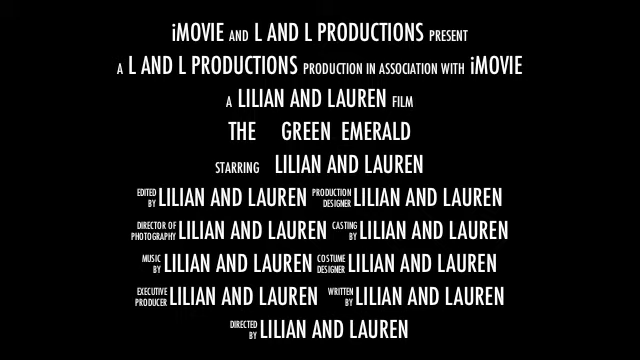 iMOVIE AND L AND L PRODUCTIONS PRESENT
A L AND L PRODUCTIONS PRODUCTION IN ASSOCIATION WITH iMOVIE
A LILIAN AND LAUREN FILM
THE GREEN EMERALD
STARRING LILIAN AND LAUREN
EDITED BY LILIAN AND LAUREN PRODUCTION DESIGNER LILIAN AND LAUREN
DIRECTOR OF PHOTOGRAPHY LILIAN AND LAUREN CASTING BY LILIAN AND LAUREN
MUSIC BY LILIAN AND LAUREN COSTUME DESIGNER LILIAN AND LAUREN
EXECUTIVE PRODUCER LILIAN AND LAUREN WRITTEN BY LILIAN AND LAUREN
DIRECTED BY LILIAN AND LAUREN